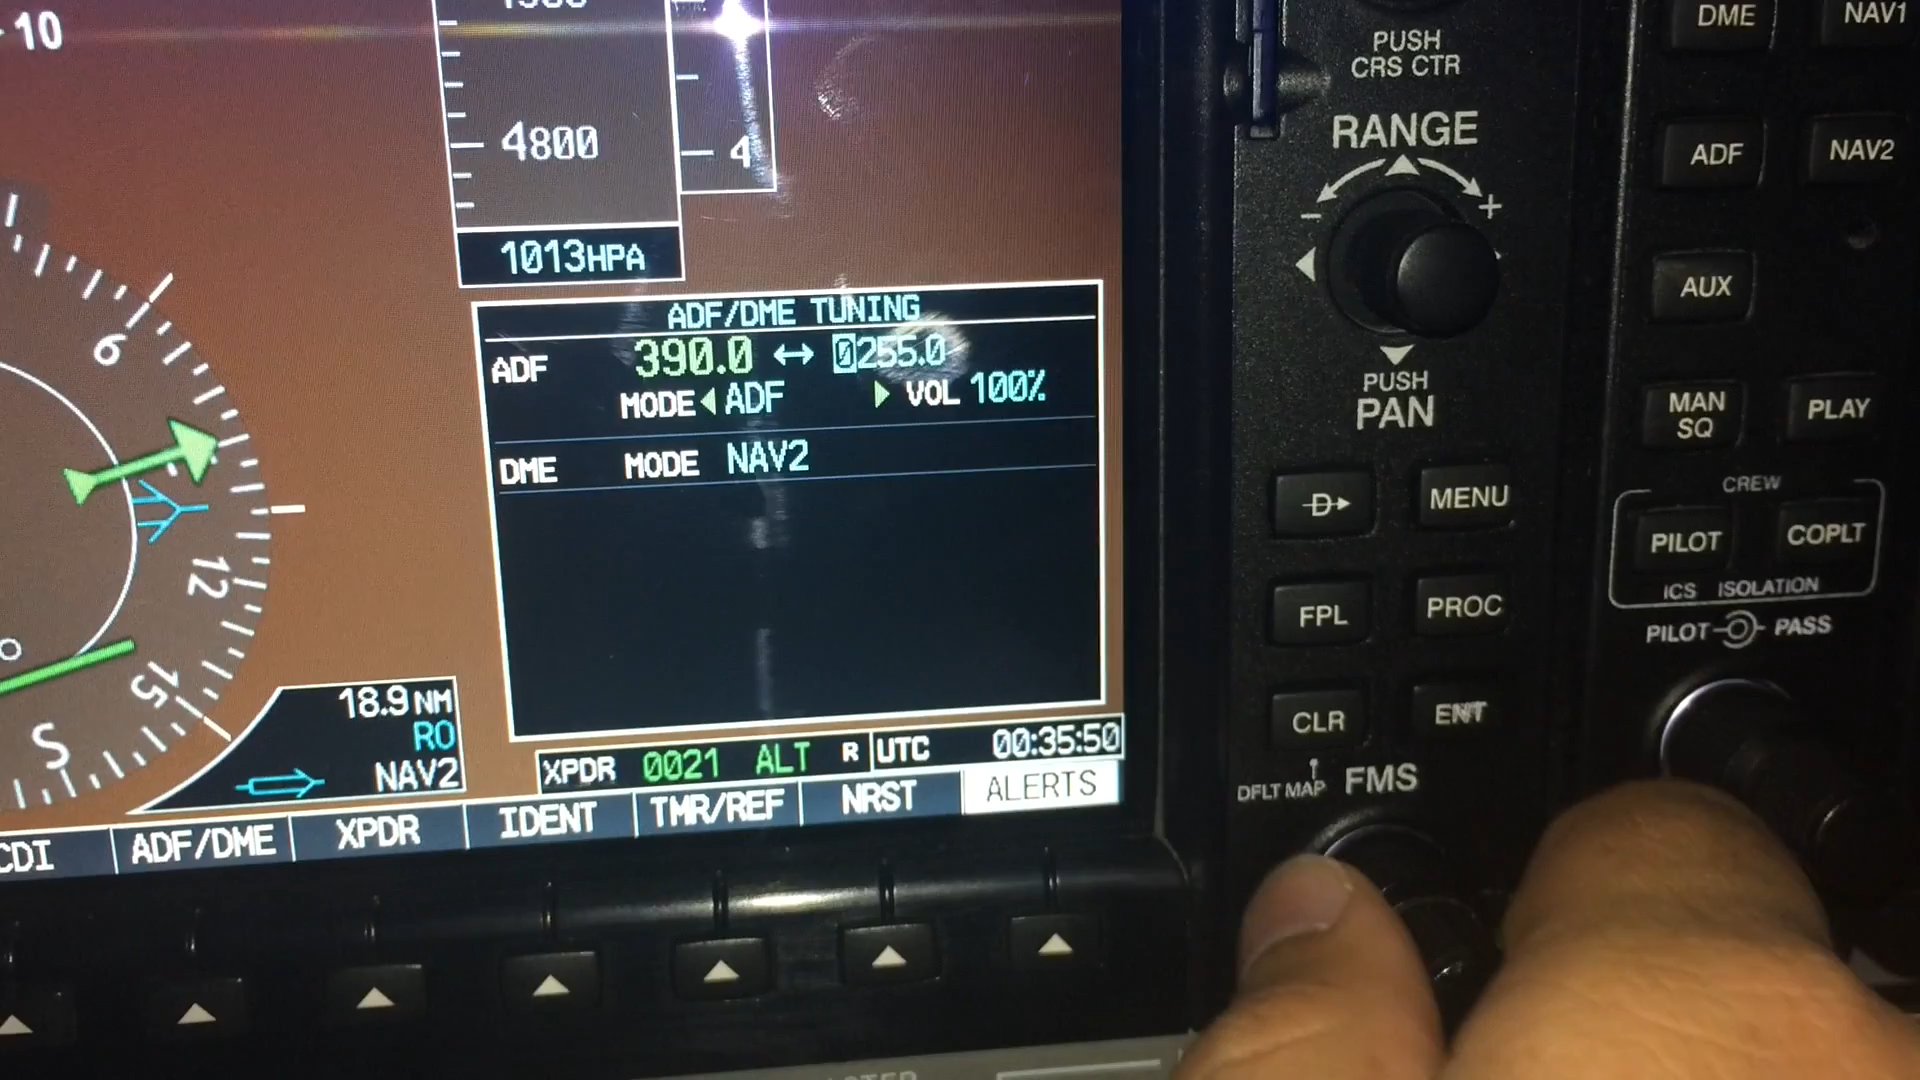 10
4800
4
1013HPA
6
12
15
S
ADF/DME TUNING
ADF 390.0 ↔ 0255.0
MODE ADF VOL 100%
DME MODE NAV2
18.9 NM
RO
NAV2
XPDR 0021 ALT R UTC 00:35:50
CDI ADF/DME XPDR IDENT TMR/REF NRST ALERTS
PUSH
CRS CTR
RANGE
- +
PUSH
PAN
D MENU
FPL PROC
CLR ENT
DFLT MAP FMS
DME NAV1
ADF NAV2
AUX
MAN
SQ
PLAY
CREW
PILOT COPLT
ICS ISOLATION
PILOT PASS